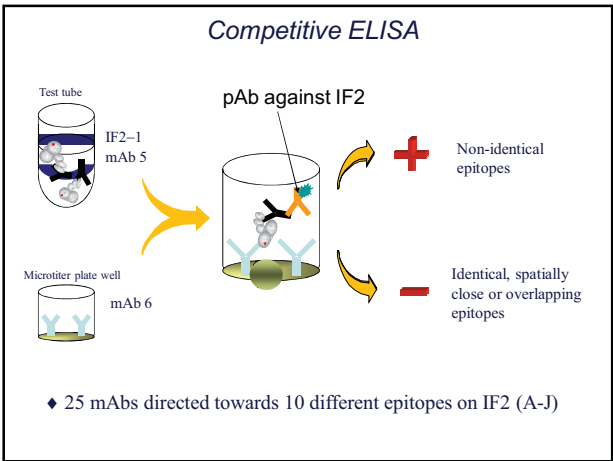 Competitive ELISA
Test tube
IF2–1
mAb 5
pAb against IF2
Non-identical
epitopes
Microtiter plate well
mAb 6
Identical, spatially
close or overlapping
epitopes
♦ 25 mAbs directed towards 10 different epitopes on IF2 (A-J)